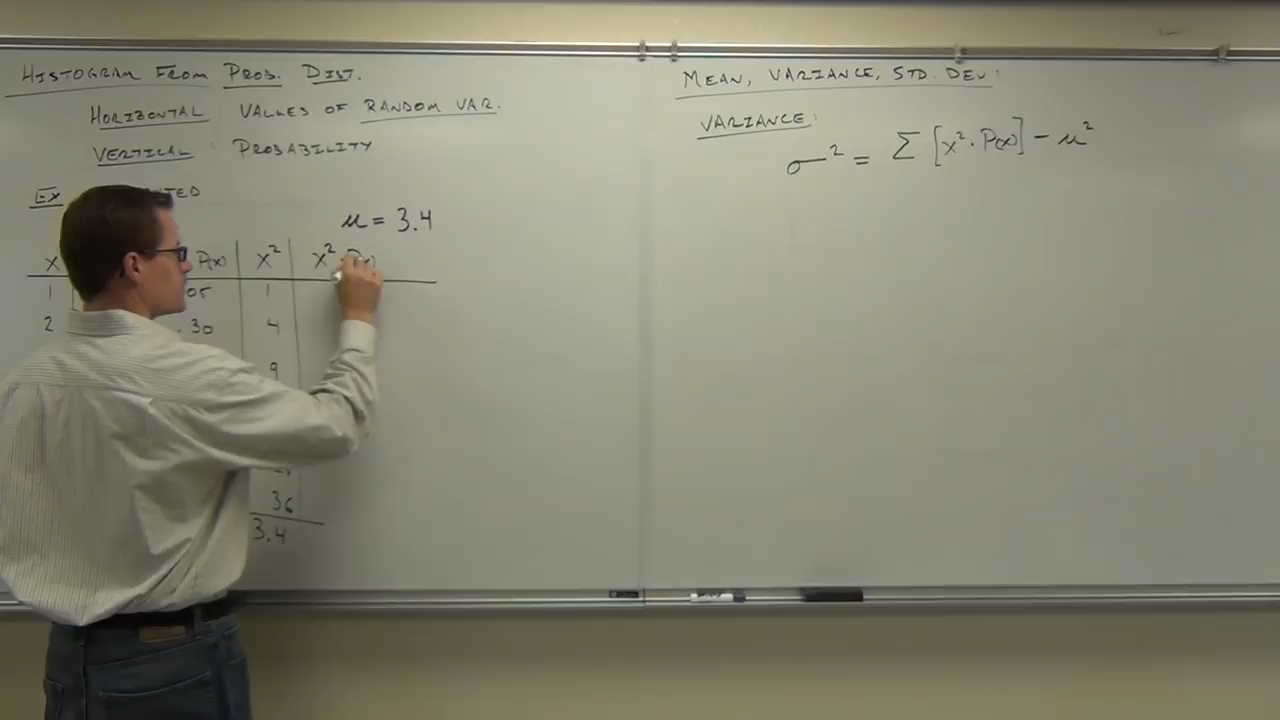 HISTOGRAM FROM PROB. DIST.
HORIZONTAL: VALUES OF RANDOM VAR.
VERTICAL: PROBABILITY
EX
μ = 3.4
X P(x) X² X² P(x)
1 05 1
2 .30 4
9
36
3.4
MEAN, VARIANCE, STD. DEV:
VARIANCE:
σ² = Σ [x² · P(x)] - μ²